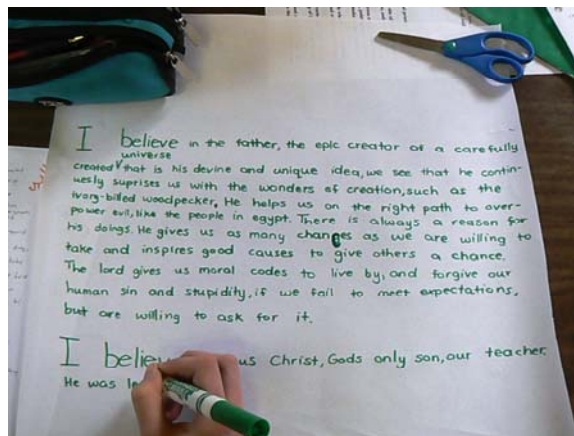 I believe in the father, the epic creator of a carefully
universe
created that is his devine and unique idea, we see that he contin-
uesly suprises us with the wonders of creation, such as the
ivory-billed woodpecker. He helps us on the right path to over-
power evil, like the people in egypt. There is always a reason for
his doings. He gives us as many changes as we are willing to
take and inspires good causes to give others a chance.
The lord gives us moral codes to live by, and forgive our
human sin and stupidity, if we fail to meet expectations,
but are willing to ask for it.
I believ us Christ, Gods only son, our teacher.
He was